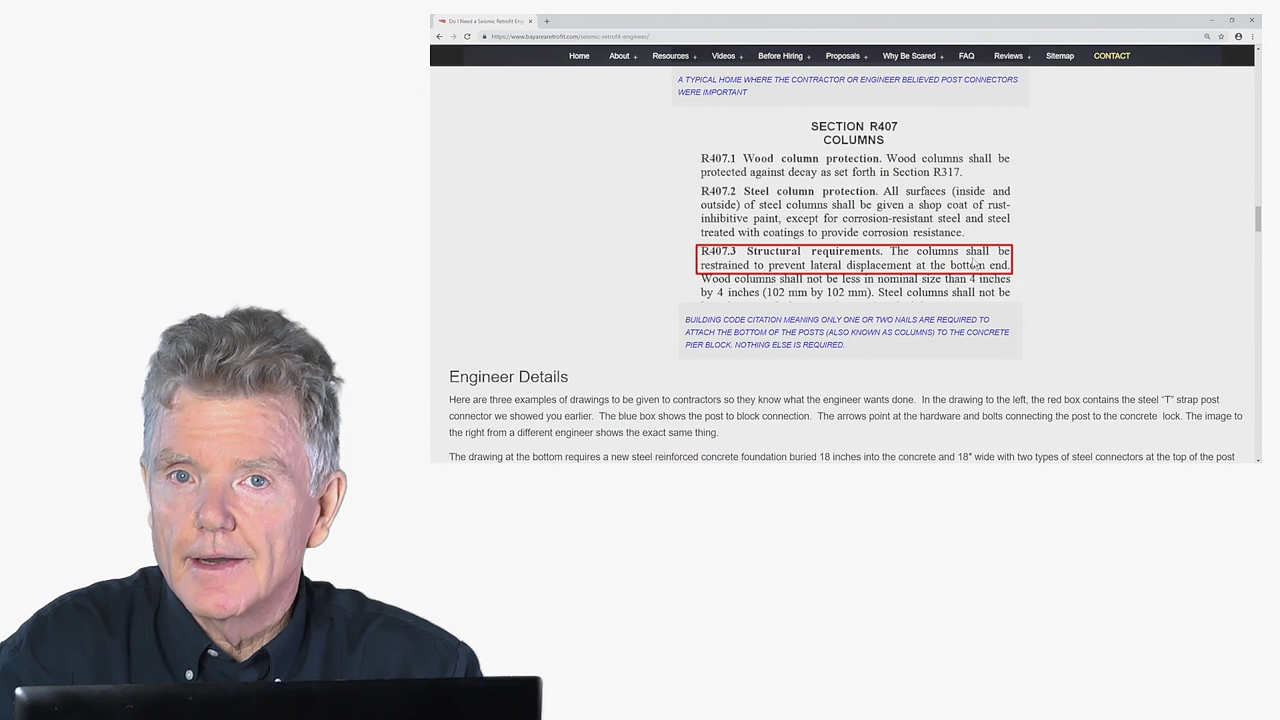 Do I Need a Seismic Retrofit Eng
https://www.bayarearetrofit.com/seismic-retrofit-engineer/
Home About + Resources + Videos + Before Hiring + Proposals + Why Be Scared + FAQ Reviews + Sitemap CONTACT
A TYPICAL HOME WHERE THE CONTRACTOR OR ENGINEER BELIEVED POST CONNECTORS
WERE IMPORTANT
SECTION R407
COLUMNS
R407.1 Wood column protection. Wood columns shall be
protected against decay as set forth in Section R317.
R407.2 Steel column protection. All surfaces (inside and
outside) of steel columns shall be given a shop coat of rust-
inhibitive paint, except for corrosion-resistant steel and steel
treated with coatings to provide corrosion resistance.
R407.3 Structural requirements. The columns shall be
restrained to prevent lateral displacement at the bottom end.
Wood columns shall not be less in nominal size than 4 inches
by 4 inches (102 mm by 102 mm). Steel columns shall not be
BUILDING CODE CITATION MEANING ONLY ONE OR TWO NAILS ARE REQUIRED TO
ATTACH THE BOTTOM OF THE POSTS (ALSO KNOWN AS COLUMNS) TO THE CONCRETE
PIER BLOCK. NOTHING ELSE IS REQUIRED.
Engineer Details
Here are three examples of drawings to be given to contractors so they know what the engineer wants done. In the drawing to the left, the red box contains the steel “T” strap post
connector we showed you earlier. The blue box shows the post to block connection. The arrows point at the hardware and bolts connecting the post to the concrete lock. The image to
the right from a different engineer shows the exact same thing.
The drawing at the bottom requires a new steel reinforced concrete foundation buried 18 inches into the concrete and 18" wide with two types of steel connectors at the top of the post